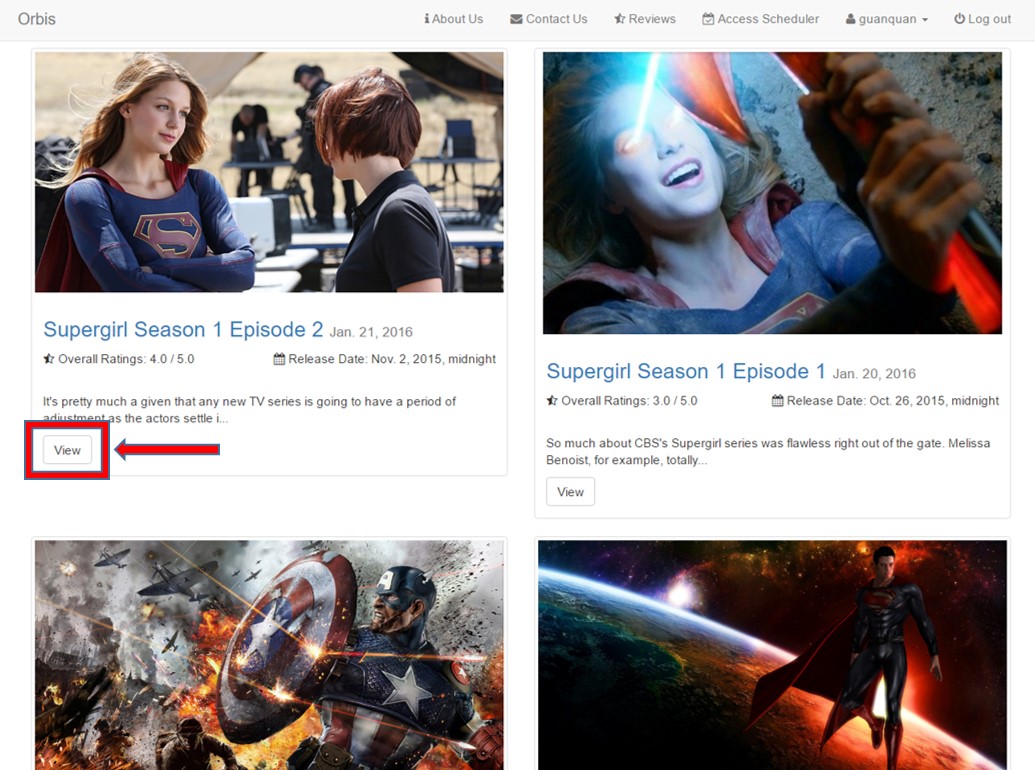 Orbis
About Us
Contact Us
Reviews
Access Scheduler
guanquan
Log out
Supergirl Season 1 Episode 2 Jan. 21, 2016
Overall Ratings: 4.0 / 5.0
Release Date: Nov. 2, 2015, midnight
It's pretty much a given that any new TV series is going to have a period of
adjustment as the actors settle i...
View
Supergirl Season 1 Episode 1 Jan. 20, 2016
Overall Ratings: 3.0 / 5.0
Release Date: Oct. 26, 2015, midnight
So much about CBS's Supergirl series was flawless right out of the gate. Melissa
Benoist, for example, totally...
View